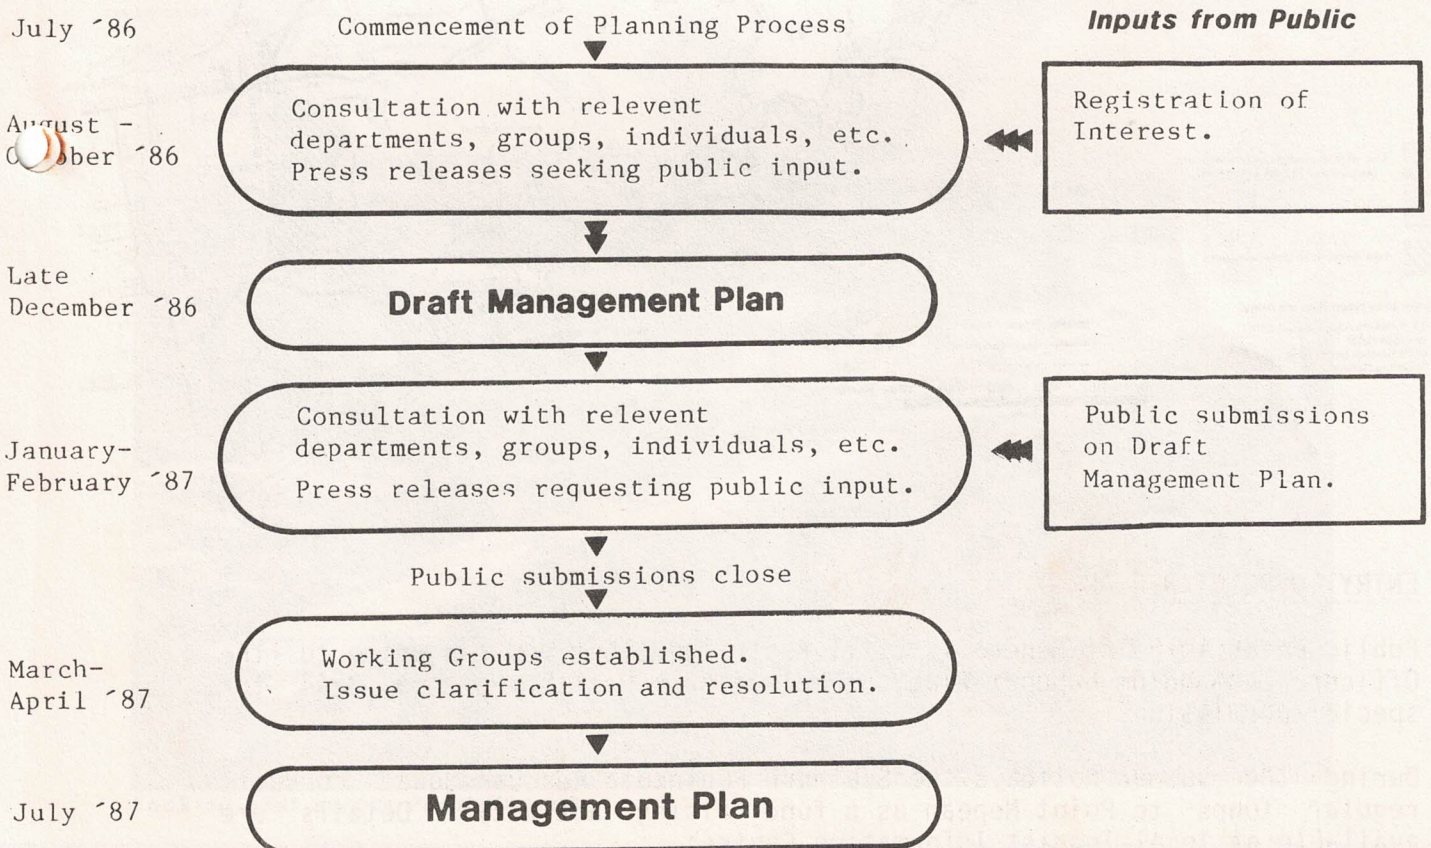 July ´86
Commencement of Planning Process
Inputs from Public
August -
´86
Consultation with relevent
departments, groups, individuals, etc.
Press releases seeking public input.
Registration of
Interest.
Late
December ´86
Draft Management Plan
January-
February ´87
Consultation with relevent
departments, groups, individuals, etc.
Press releases requesting public input.
Public submissions
on Draft
Management Plan.
Public submissions close
March-
April ´87
Working Groups established.
Issue clarification and resolution.
July ´87
Management Plan